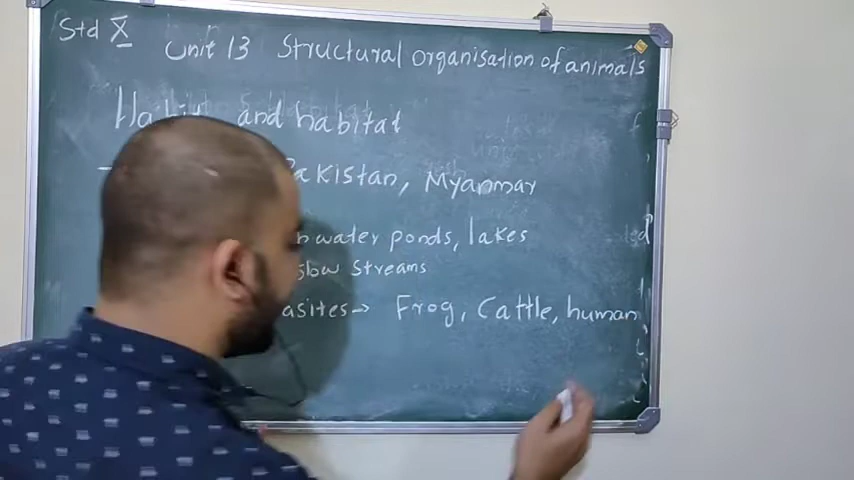 Std X
Unit 13 Structural organisation of animals
Habit and habitat
Pakistan, Myanmar
water ponds, lakes
slow streams
asites → Frog, Cattle, human